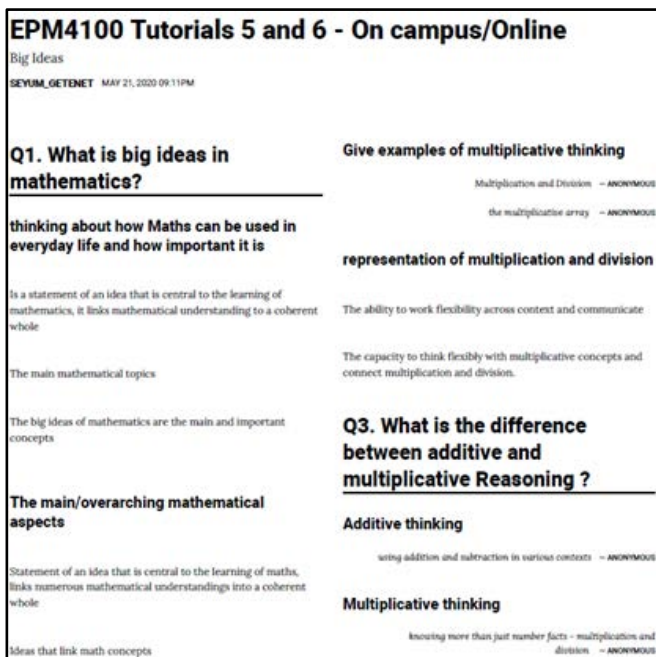 EPM4100 Tutorials 5 and 6 - On campus/Online
Big Ideas
SEYUM_GETENET MAY 21, 2020 09:11PM
Q1. What is big ideas in
mathematics?
thinking about how Maths can be used in
everyday life and how important it is
Is a statement of an idea that is central to the learning of
mathematics, it links mathematical understanding to a coherent
whole
The main mathematical topics
The big ideas of mathematics are the main and important
concepts
The main/overarching mathematical
aspects
Statement of an idea that is central to the learning of maths,
links numerous mathematical understandings into a coherent
whole
Ideas that link math concepts
Give examples of multiplicative thinking
Multiplication and Division — ANONYMOUS
the multiplicative array — ANONYMOUS
representation of multiplication and division
The ability to work flexibility across context and communicate
The capacity to think flexibly with multiplicative concepts and
connect multiplication and division.
Q3. What is the difference
between additive and
multiplicative Reasoning ?
Additive thinking
using addition and subtraction in various contexts — ANONYMOUS
Multiplicative thinking
knowing more than just number facts - multiplication and
division — ANONYMOUS